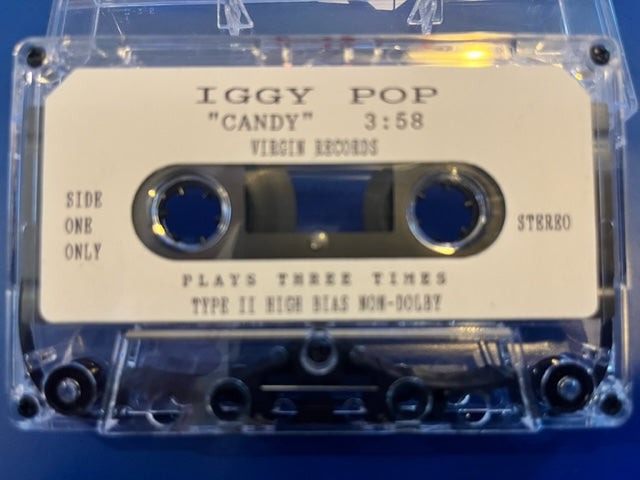 IGGY POP
"CANDY" 3:58
VIRGIN RECORDS
SIDE
ONE
ONLY
STEREO
PLAYS THREE TIMES
TYPE II HIGH BIAS NON-DOLBY